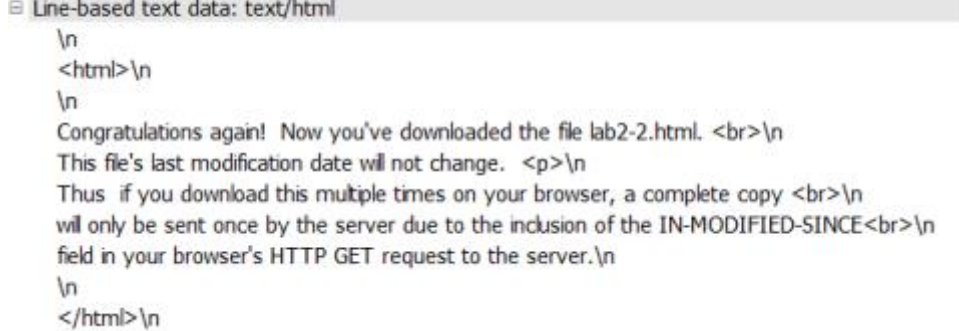 Line-based text data: text/html
\n
<html>\n
\n
Congratulations again!  Now you've downloaded the file lab2-2.html. <br>\n
This file's last modification date will not change.  <p>\n
Thus  if you download this multiple times on your browser, a complete copy <br>\n
will only be sent once by the server due to the inclusion of the IN-MODIFIED-SINCE<br>\n
field in your browser's HTTP GET request to the server.\n
\n
</html>\n